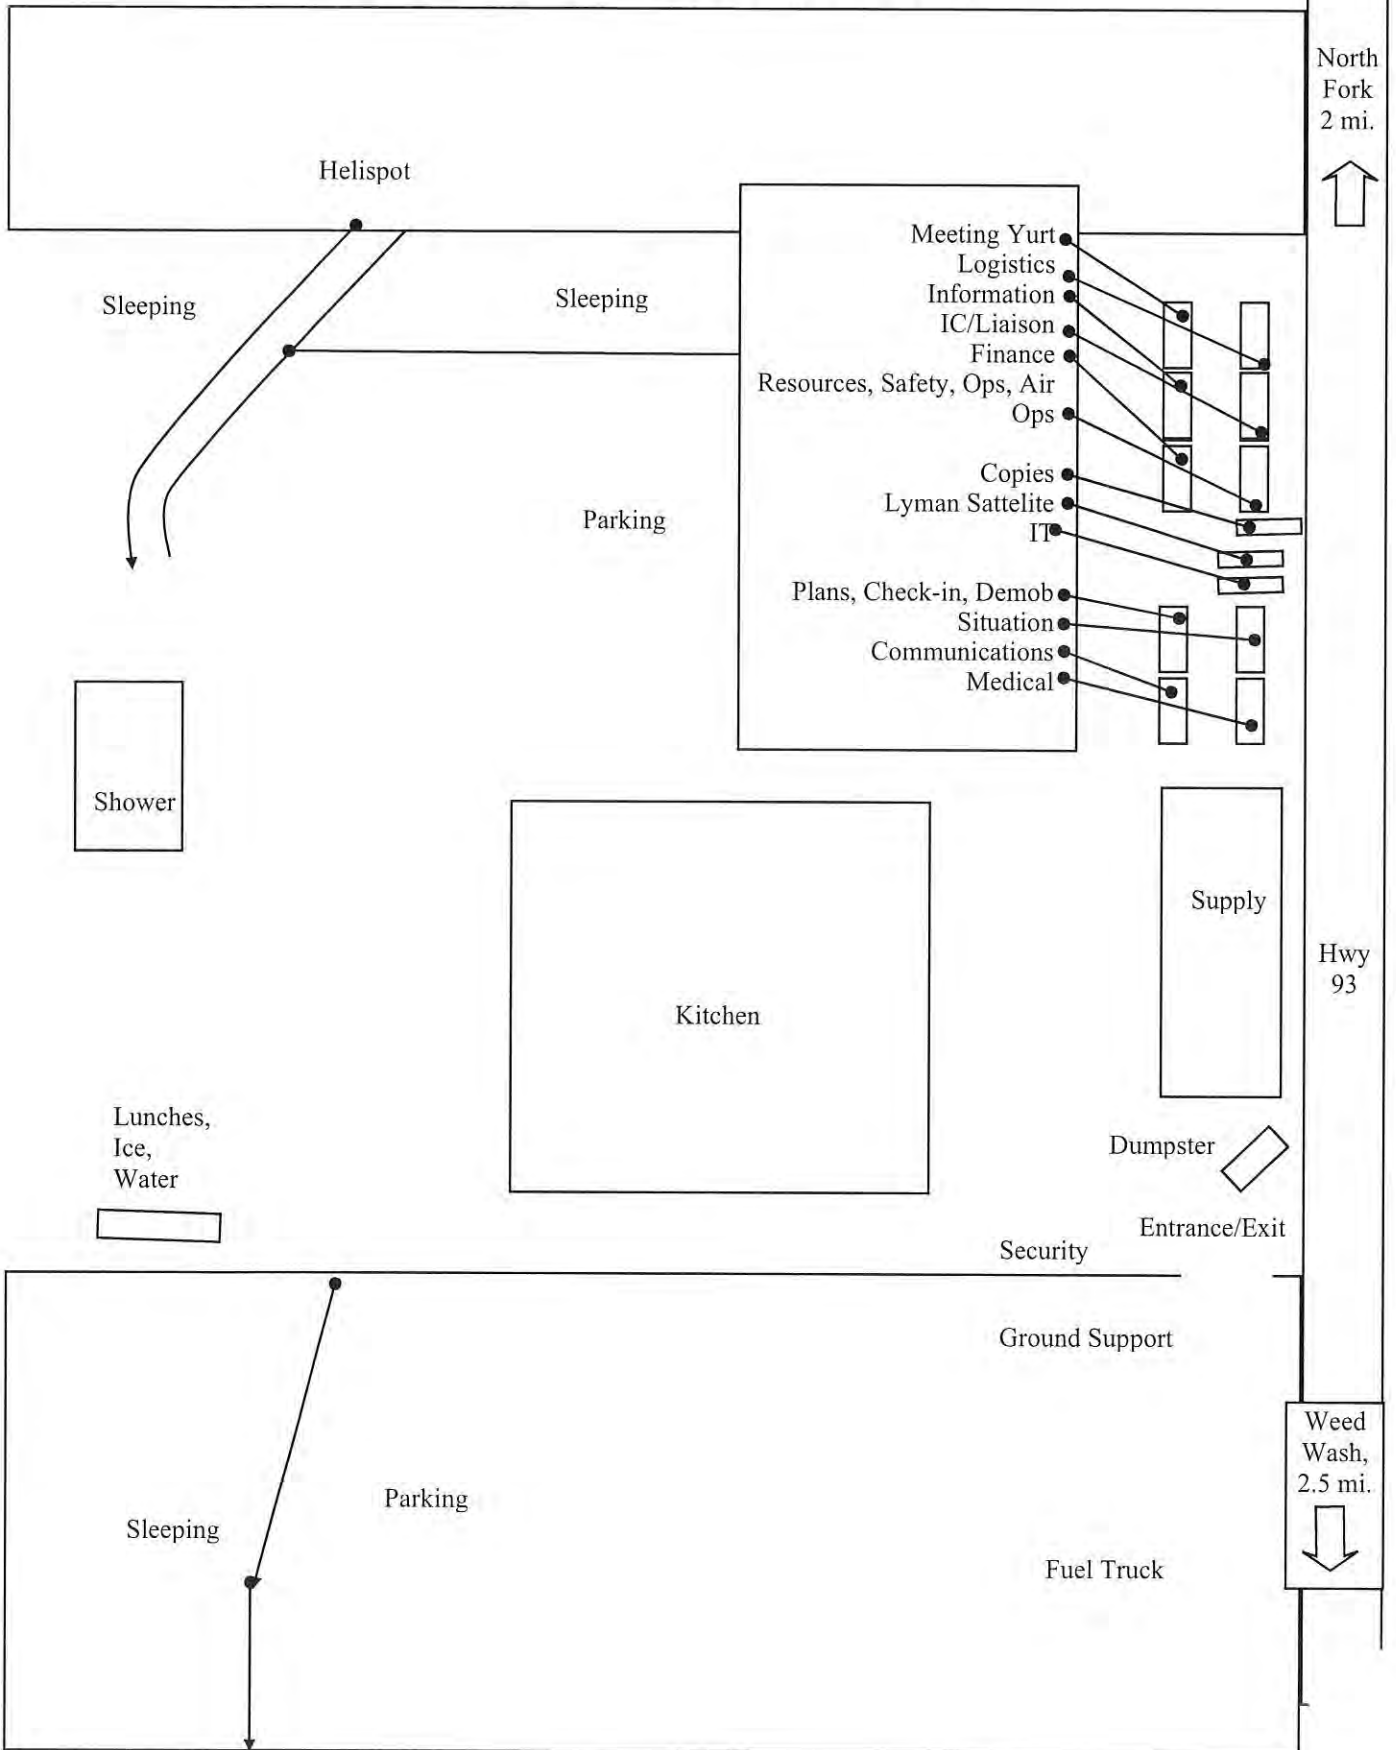 North
Fork
2 mi.
Helispot
Sleeping
Sleeping
Meeting Yurt
Logistics
Information
IC/Liaison
Finance
Resources, Safety, Ops, Air
Ops
Copies
Lyman Sattelite
IT
Plans, Check-in, Demob
Situation
Communications
Medical
Parking
Shower
Supply
Hwy
93
Kitchen
Lunches,
Ice,
Water
Dumpster
Entrance/Exit
Security
Ground Support
Weed
Wash,
2.5 mi.
Parking
Sleeping
Fuel Truck